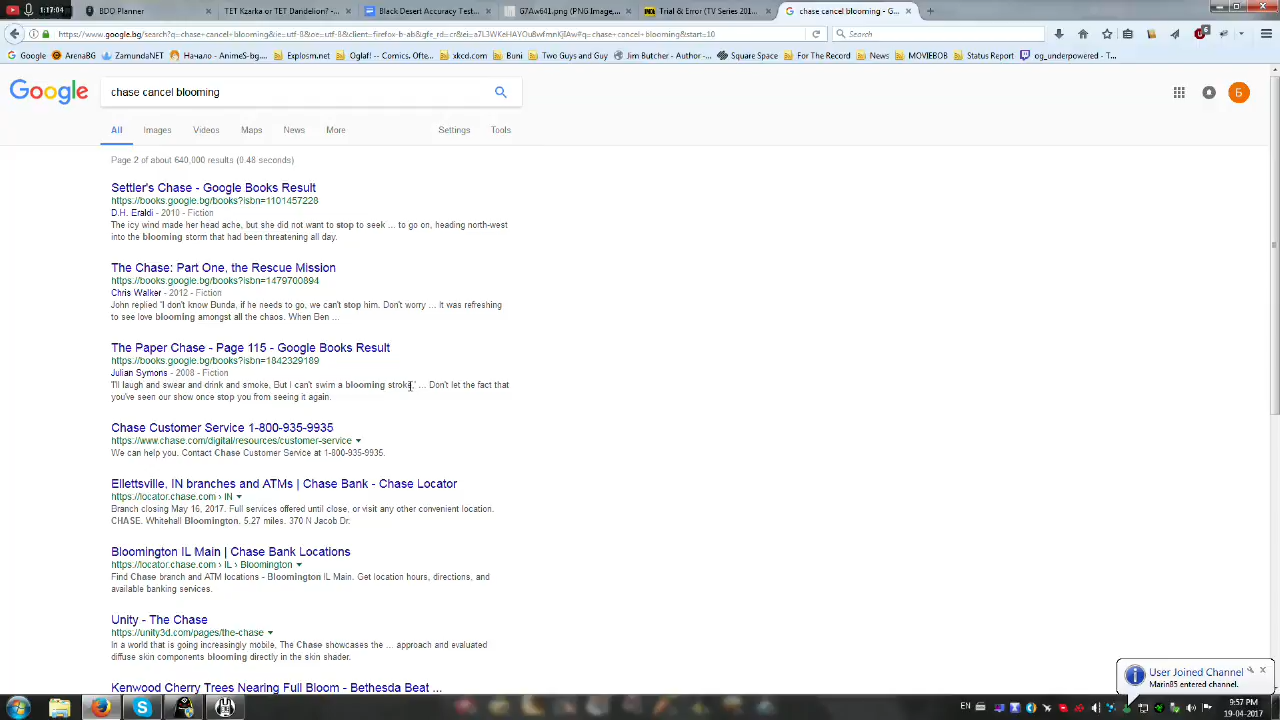 1:17:04
BDO Planner
TET Kzarka or TET Dandelion? -...
Black Desert Accuracy Test...
G7Aw641.png (PNG Image,...
Trial & Error (TV Series 201...
chase cancel blooming - G...
https://www.google.bg/search?q=chase+cancel+blooming&ie=utf-8&oe=utf-8&client=firefox-b-ab&gfe_rd=cr&ei=a7L3WKeHAYOu8wfmnKjIAw#q=chase+cancel+blooming&start=10
Search
6
Google
ArenaBG
ZamundaNET
Начало - AnimeS-bg....
Explosm.net
Oglaf! -- Comics. Ofte...
xkcd.com
Buni
Two Guys and Guy
Jim Butcher - Author -...
Square Space
For The Record
News
MOVIEBOB
Status Report
og_underpowered - T...
Google
chase cancel blooming
Б
All Images Videos Maps News More Settings Tools
Page 2 of about 640,000 results (0.48 seconds)
Settler's Chase - Google Books Result
https://books.google.bg/books?isbn=1101457228
D.H. Eraldi - 2010 - Fiction
The icy wind made her head ache, but she did not want to stop to seek ... to go on, heading north-west
into the blooming storm that had been threatening all day.
The Chase: Part One, the Rescue Mission
https://books.google.bg/books?isbn=1479700894
Chris Walker - 2012 - Fiction
John replied "I don't know Bunda, if he needs to go, we can't stop him. Don't worry ... It was refreshing
to see love blooming amongst all the chaos. When Ben ...
The Paper Chase - Page 115 - Google Books Result
https://books.google.bg/books?isbn=1842329189
Julian Symons - 2008 - Fiction
'I'll laugh and swear and drink and smoke, But I can't swim a blooming stroke.' ... Don't let the fact that
you've seen our show once stop you from seeing it again.
Chase Customer Service 1-800-935-9935
https://www.chase.com/digital/resources/customer-service
We can help you. Contact Chase Customer Service at 1-800-935-9935.
Ellettsville, IN branches and ATMs | Chase Bank - Chase Locator
https://locator.chase.com › IN
Branch closing May 16, 2017. Full services offered until close, or visit any other convenient location.
CHASE. Whitehall Bloomington. 5.27 miles. 370 N Jacob Dr.
Bloomington IL Main | Chase Bank Locations
https://locator.chase.com › IL › Bloomington
Find Chase branch and ATM locations - Bloomington IL Main. Get location hours, directions, and
available banking services.
Unity - The Chase
https://unity3d.com/pages/the-chase
In a world that is going increasingly mobile, The Chase showcases the ... approach and evaluated
diffuse skin components blooming directly in the skin shader.
Kenwood Cherry Trees Nearing Full Bloom - Bethesda Beat ...
User Joined Channel
Marin85 entered channel.
EN
9:57 PM
19-04-2017